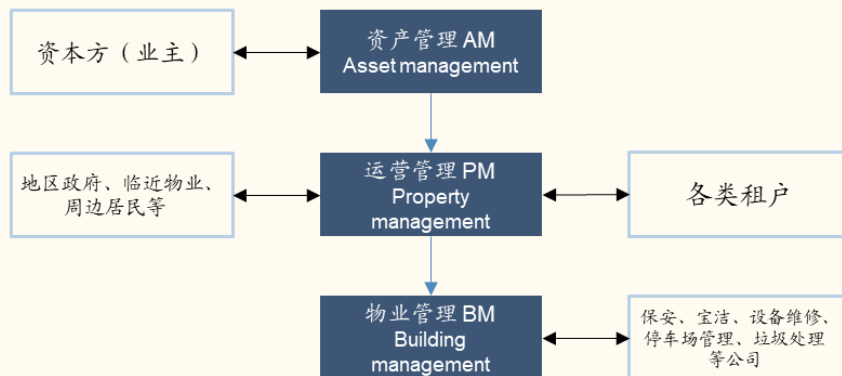 资本方（业主）
资产管理 AM
Asset management
地区政府、临近物业、
周边居民等
运营管理 PM
Property
management
各类租户
物业管理 BM
Building
management
保安、宝洁、设备维修、
停车场管理、垃圾处理
等公司